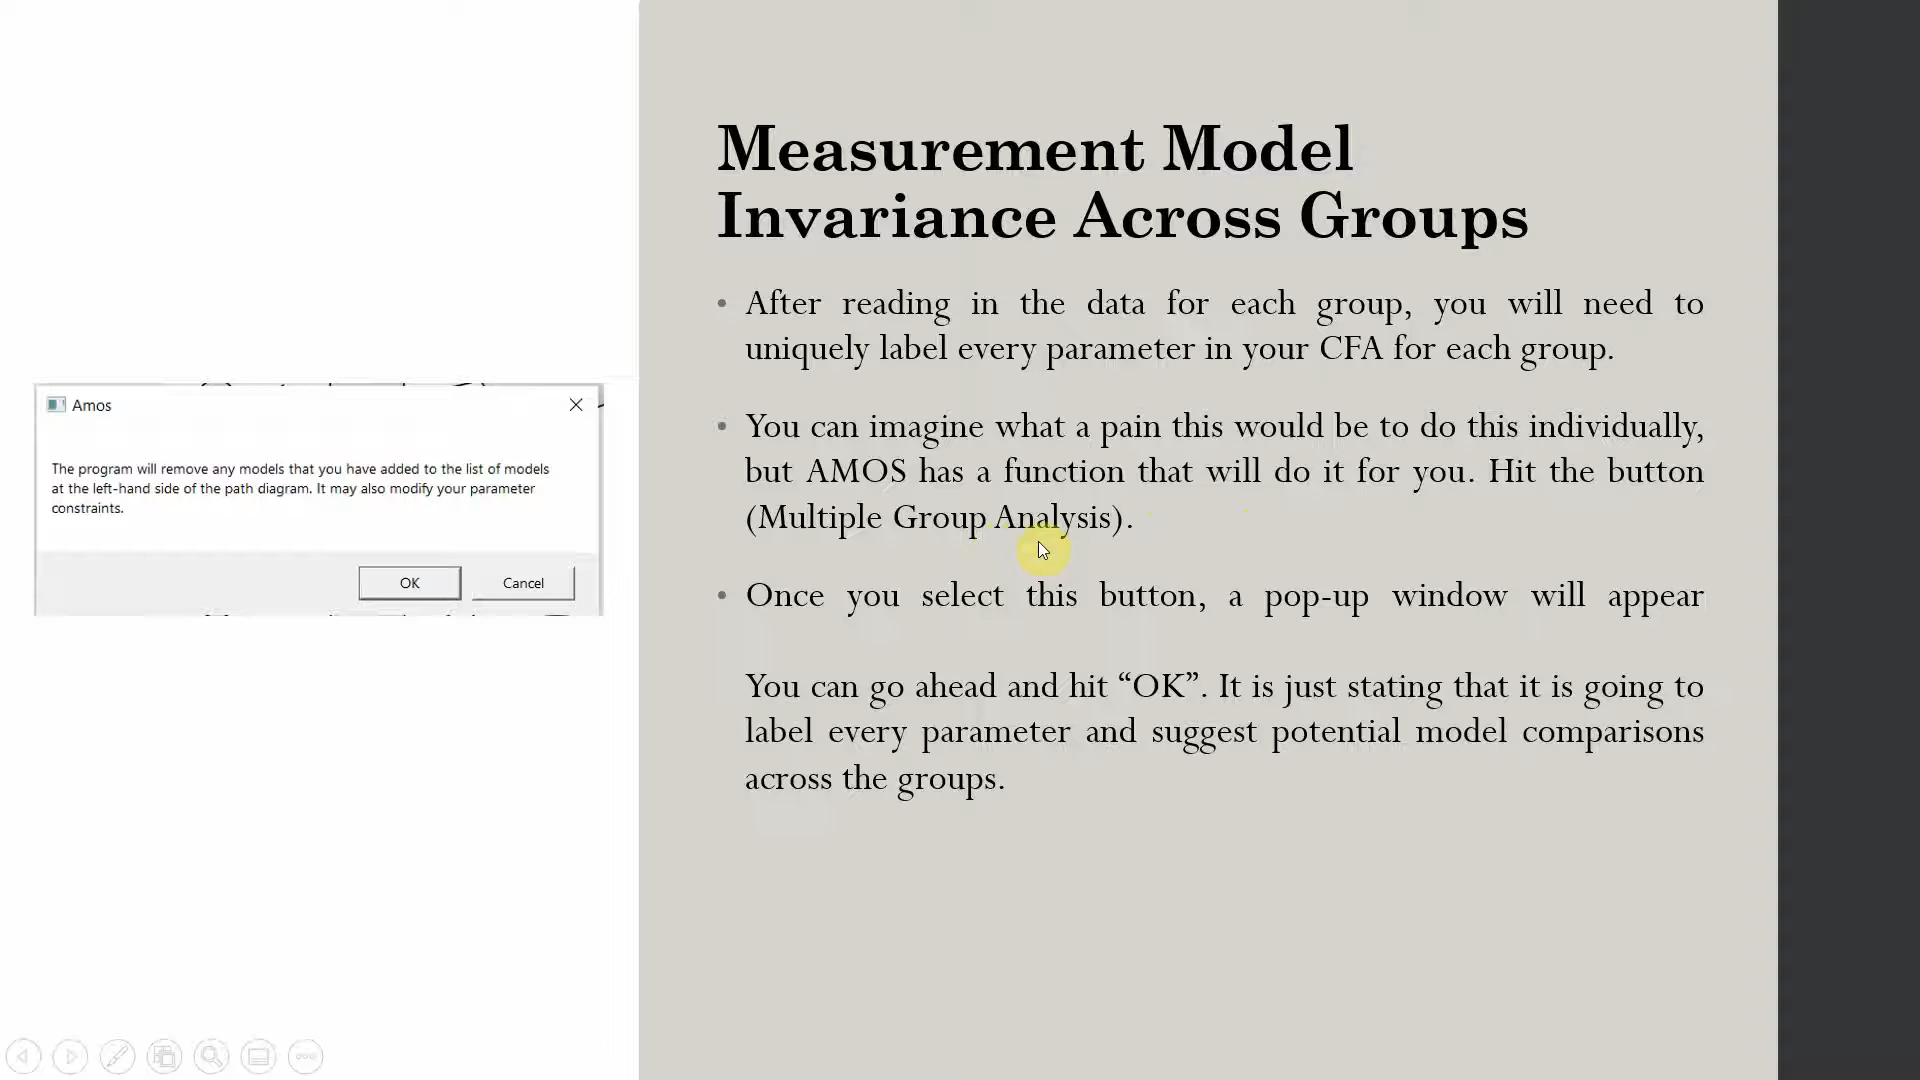 Amos
The program will remove any models that you have added to the list of models
at the left-hand side of the path diagram. It may also modify your parameter
constraints.
OK Cancel
Measurement Model
Invariance Across Groups
• After reading in the data for each group, you will need to
uniquely label every parameter in your CFA for each group.
• You can imagine what a pain this would be to do this individually,
but AMOS has a function that will do it for you. Hit the button
(Multiple Group Analysis).
• Once you select this button, a pop-up window will appear
You can go ahead and hit “OK”. It is just stating that it is going to
label every parameter and suggest potential model comparisons
across the groups.